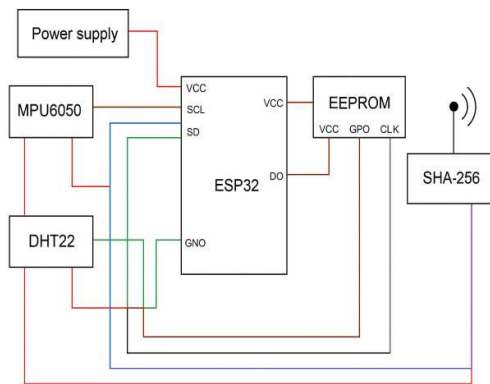 Power supply
MPU6050
DHT22
VCC
SCL
SD
GNO
ESP32
VCC
DO
EEPROM
VCC GPO CLK
SHA-256